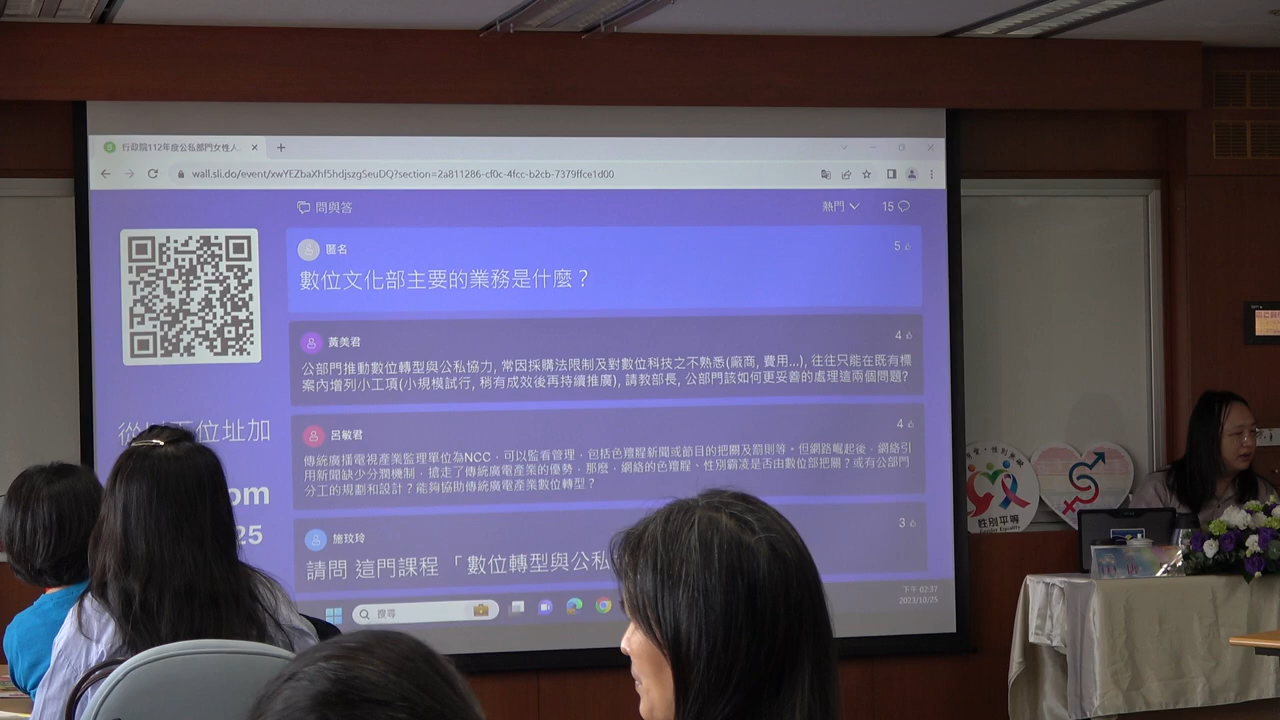 行政院112年度公私部門女性人
wall.sli.do/event/xwYEZbaXhf5hdjszgSeuDQ?section=2a811286-cf0c-4fcc-b2cb-7379ffce1d00
問與答
熱門
15
匿名
5
數位文化部主要的業務是什麼？
黃美君
4
公部門推動數位轉型與公私協力, 常因採購法限制及對數位科技之不熟悉(廠商, 費用...), 往往只能在既有標
案內增列小工項(小規模試行, 稍有成效後再持續推廣), 請教部長, 公部門該如何更妥善的處理這兩個問題?
呂敏君
4
傳統廣播電視產業監理單位為NCC，可以監看管理，包括色羶腥新聞或節目的把關及罰則等。但網路崛起後，網絡引
用新聞缺少分潤機制，搶走了傳統廣電產業的優勢，那麼，網絡的色羶腥、性別霸凌是否由數位部把關？或有公部門
分工的規劃和設計？能夠協助傳統廣電產業數位轉型？
施玟玲
3
請問 這門課程 「數位轉型與公私
位址加
om
25
搜尋
下午 02:37
2023/10/25
性別平等
Gender Equality